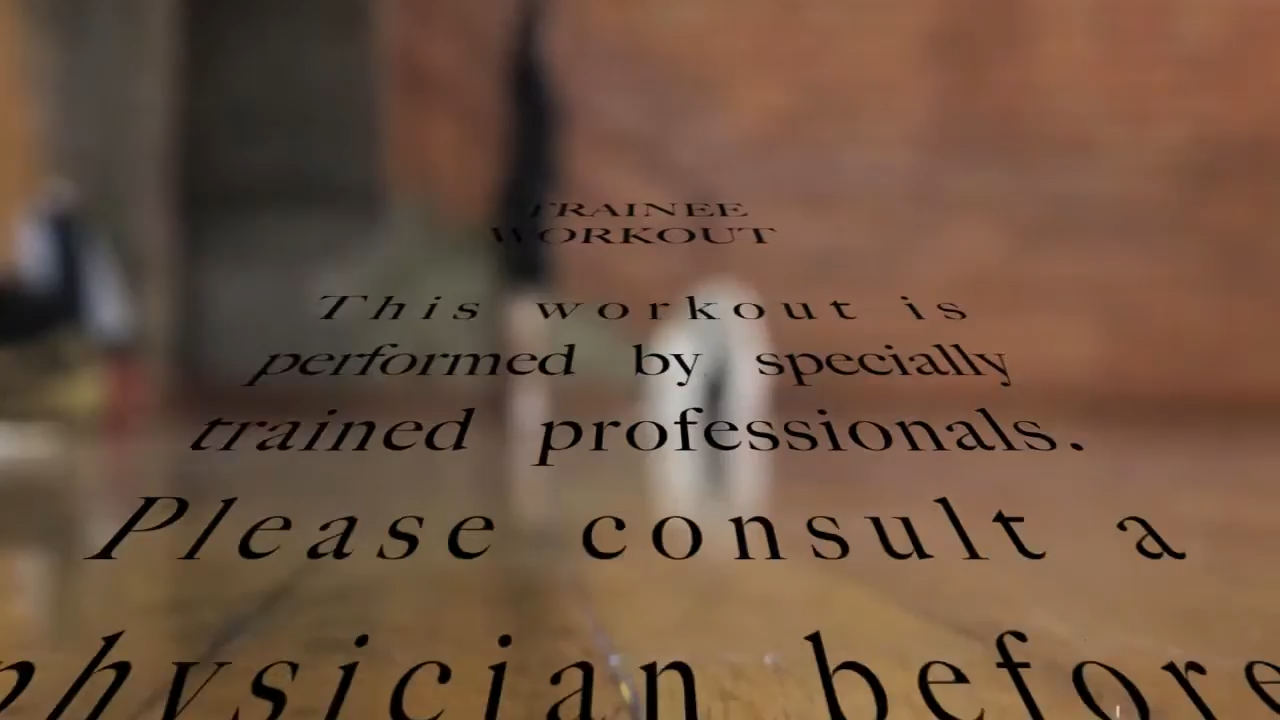 TRAINEE
WORKOUT
This workout is
performed by specially
trained professionals.
Please consult a
physician before